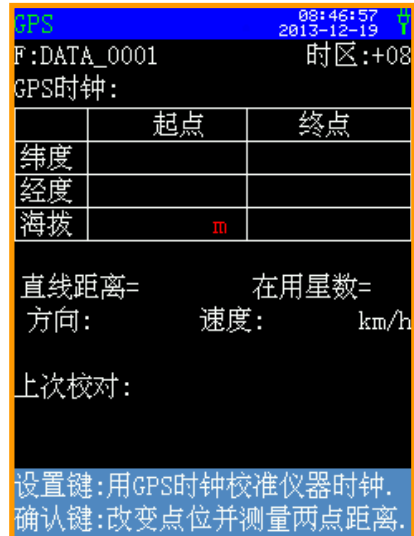 GPS 08:46:57
2013-12-19
F:DATA_0001 时区:+08
GPS时钟:
起点 终点
纬度
经度
海拨 m
直线距离= 在用星数=
方向: 速度: km/h
上次校对:
设置键:用GPS时钟校准仪器时钟.
确认键:改变点位并测量两点距离.